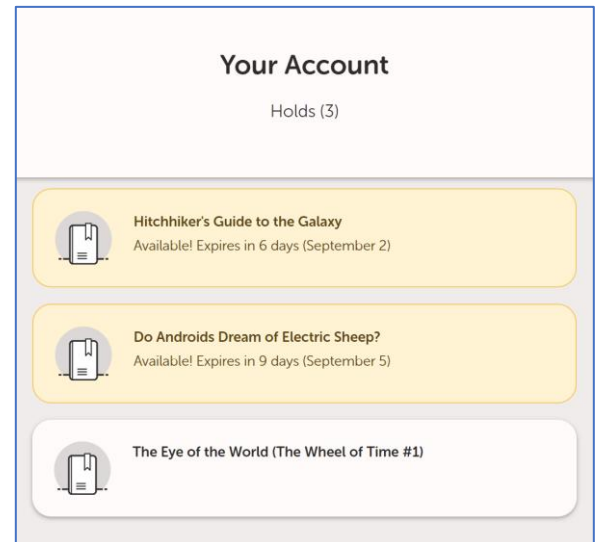 Your Account
Holds (3)
Hitchhiker's Guide to the Galaxy
Available! Expires in 6 days (September 2)
Do Androids Dream of Electric Sheep?
Available! Expires in 9 days (September 5)
The Eye of the World (The Wheel of Time #1)